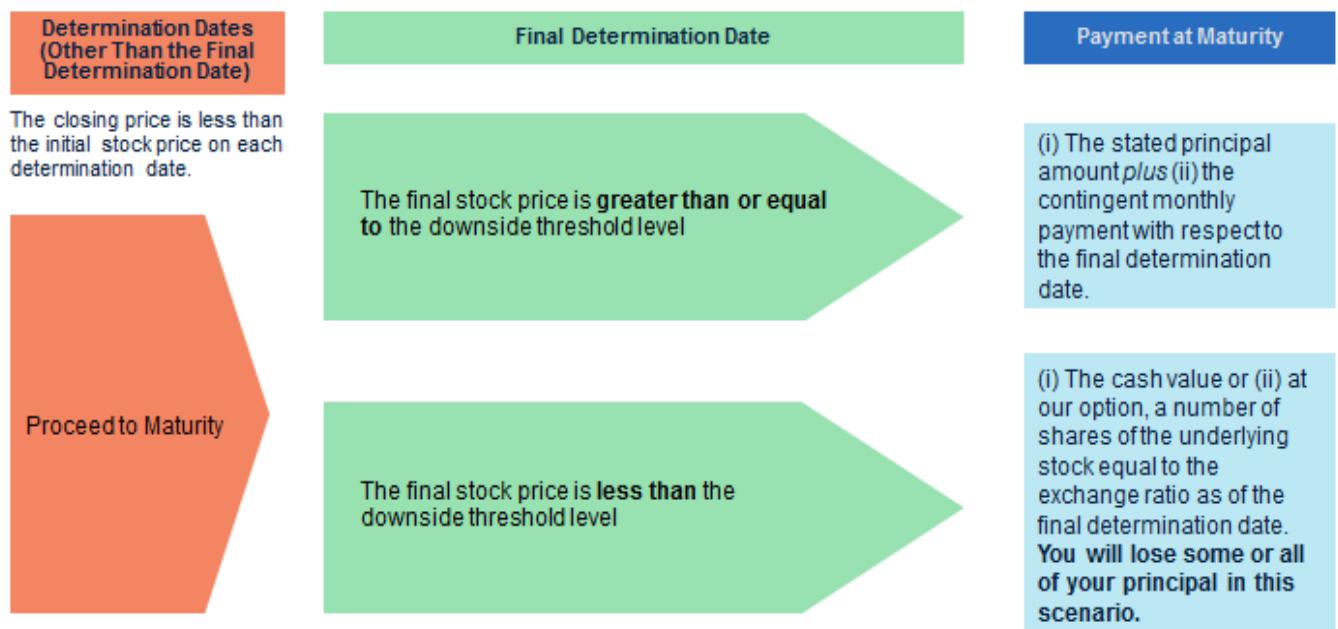 Determination Dates
(Other Than the Final
Determination Date)
Final Determination Date
Payment at Maturity
The closing price is less than
the initial stock price on each
determination date.
Proceed to Maturity
The final stock price is greater than or equal
to the downside threshold level
(i) The stated principal
amount plus (ii) the
contingent monthly
payment with respect to
the final determination
date.
The final stock price is less than the
downside threshold level
(i) The cash value or (ii) at
our option, a number of
shares of the underlying
stock equal to the
exchange ratio as of the
final determination date.
You will lose some or all
of your principal in this
scenario.